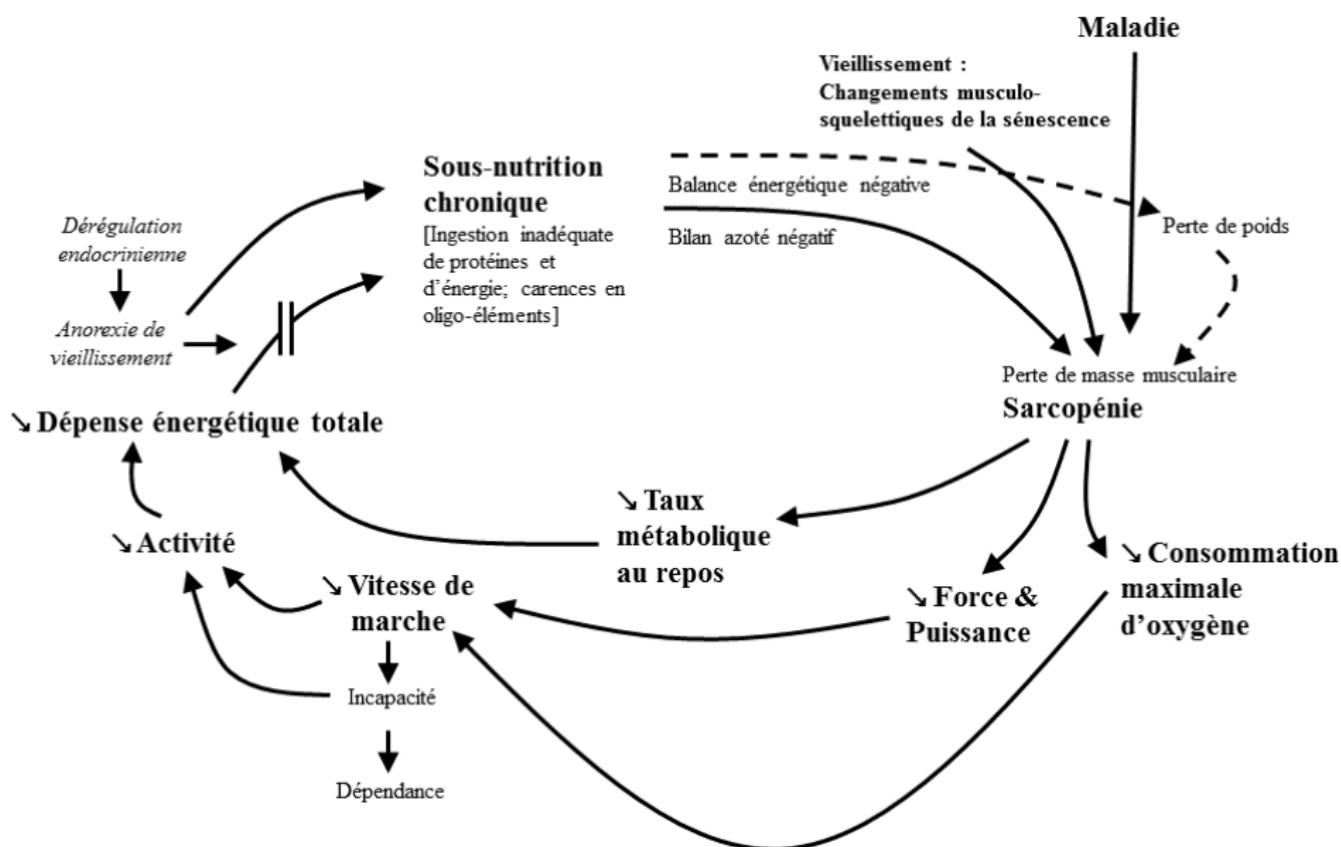 Maladie
Vieillissement :
Changements musculo-
squelettiques de la sénescence
Sous-nutrition
chronique
[Ingestion inadéquate
de protéines et
d'énergie; carences en
oligo-éléments]
Balance énergétique négative
Bilan azoté négatif
Perte de poids
Dérégulation
endocrinienne
Anorexie de
vieillissement
Perte de masse musculaire
Sarcopénie
↘ Dépense énergétique totale
↘ Taux
métabolique
au repos
↘ Activité
↘ Vitesse de
marche
↘ Force &
Puissance
↘ Consommation
maximale
d'oxygène
Incapacité
Dépendance